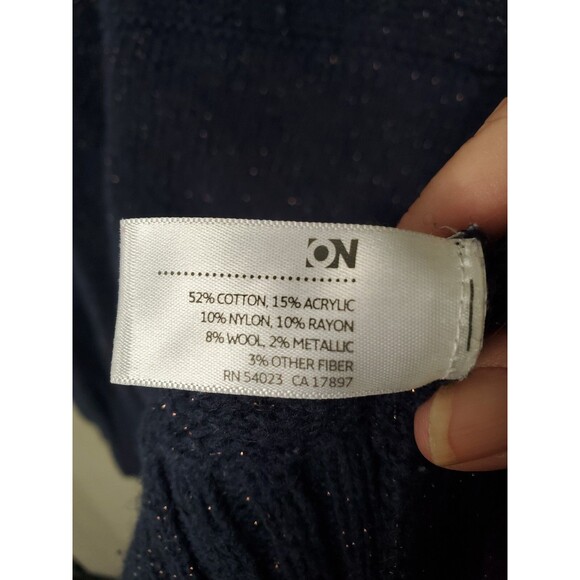 ON
52% COTTON, 15% ACRYLIC
10% NYLON, 10% RAYON
8% WOOL, 2% METALLIC
3% OTHER FIBER
RN 54023 CA 17897